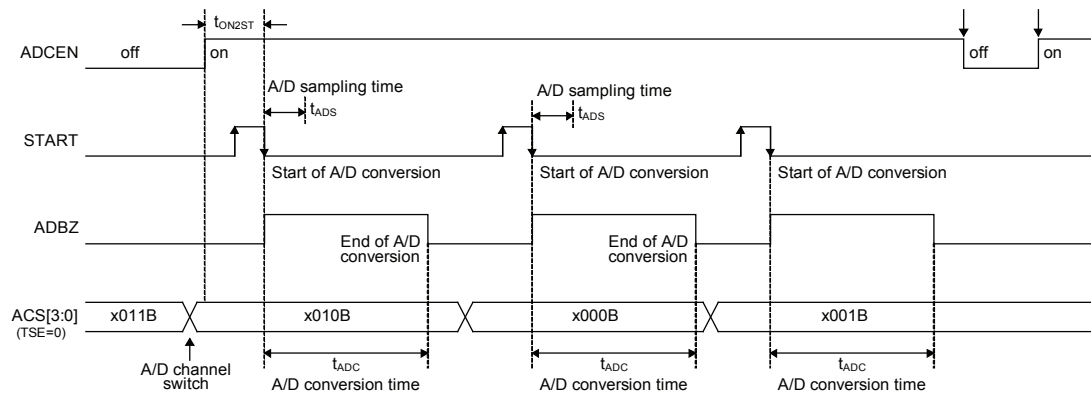 tON2ST
ADCEN off on off on
A/D sampling time A/D sampling time
tADS tADS
START
Start of A/D conversion Start of A/D conversion Start of A/D conversion
ADBZ
End of A/D conversion End of A/D conversion
ACS[3:0] x011B x010B x000B x001B
(TSE=0)
A/D channel switch
tADC tADC tADC
A/D conversion time A/D conversion time A/D conversion time